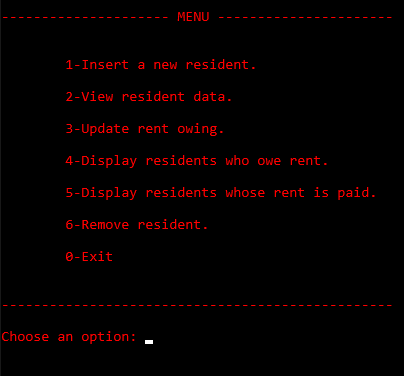 --------------------- MENU ----------------------
1-Insert a new resident.
2-View resident data.
3-Update rent owing.
4-Display residents who owe rent.
5-Display residents whose rent is paid.
6-Remove resident.
0-Exit
-------------------------------------------------
Choose an option: